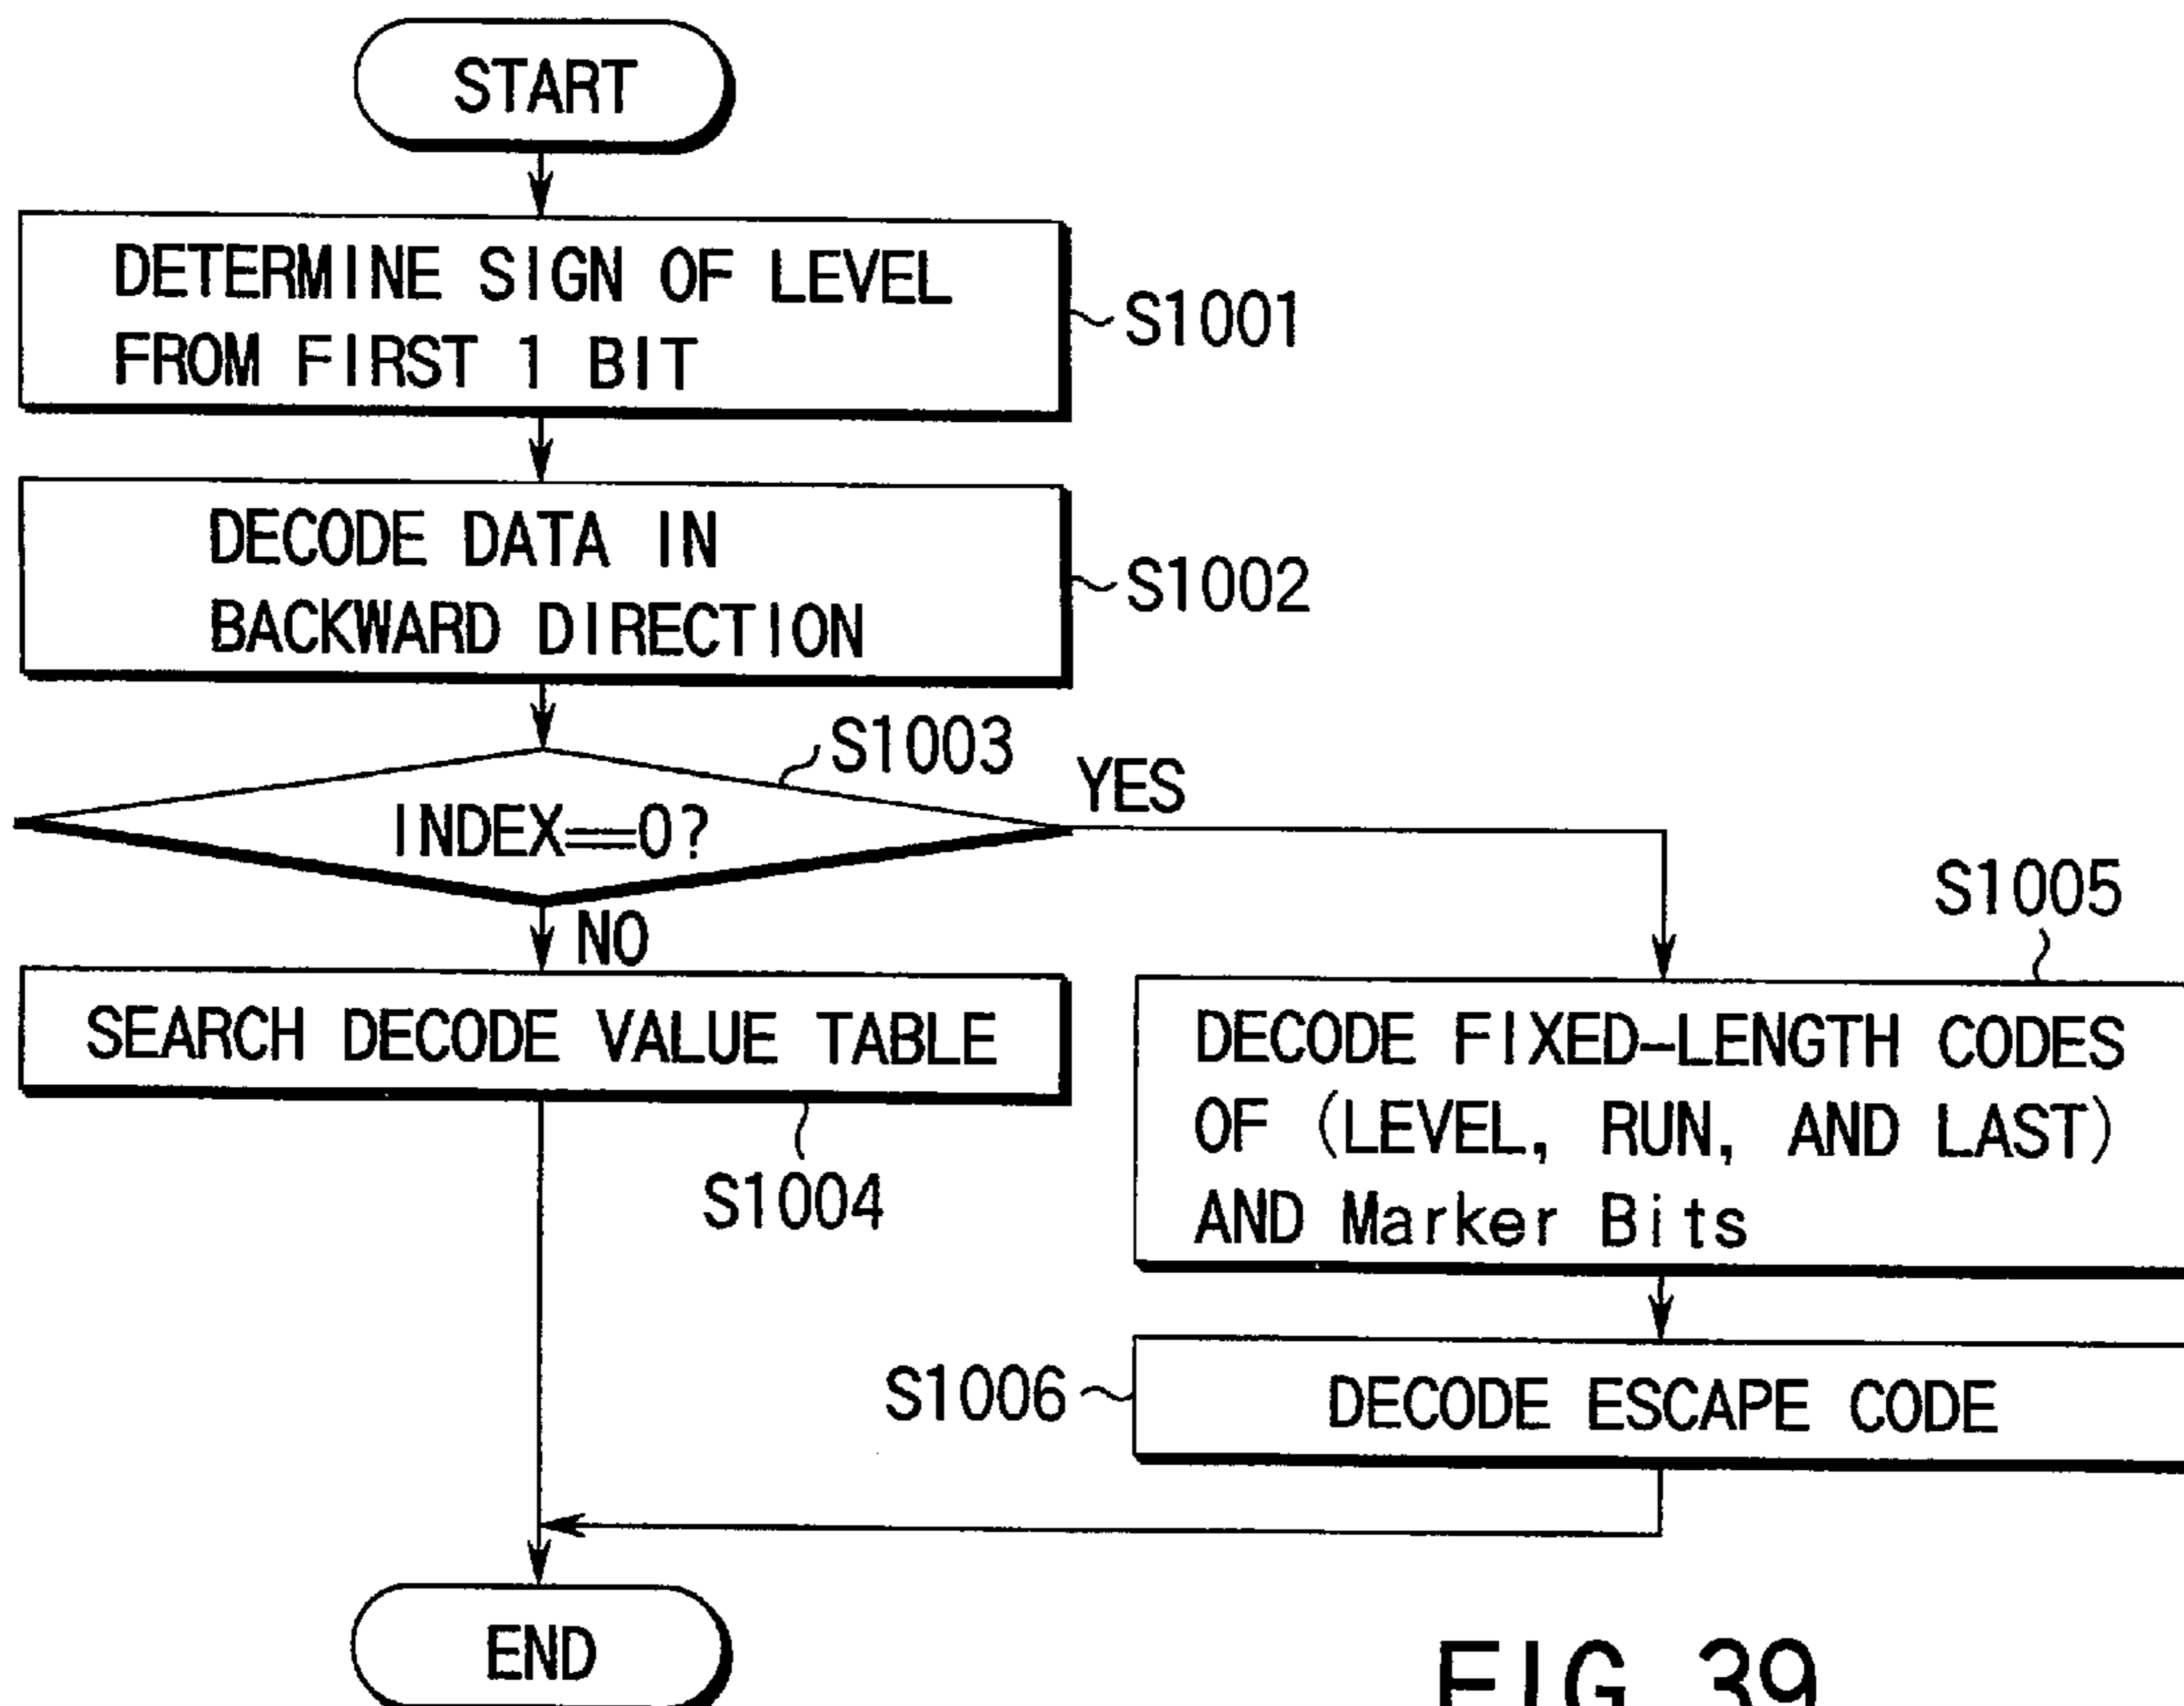 START
DETERMINE SIGN OF LEVEL
FROM FIRST 1 BIT
S1001
DECODE DATA IN
BACKWARD DIRECTION
S1002
S1003
INDEX==0?
YES
NO
SEARCH DECODE VALUE TABLE
S1004
S1005
DECODE FIXED-LENGTH CODES
OF (LEVEL, RUN, AND LAST)
AND Marker Bits
S1006
DECODE ESCAPE CODE
END
FIG. 39